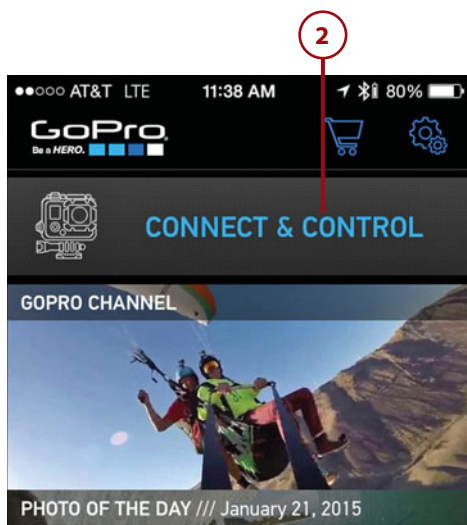 2
●●○○○ AT&T LTE 11:38 AM 80%
GoPro
Be a HERO.
CONNECT & CONTROL
GOPRO CHANNEL
PHOTO OF THE DAY /// January 21, 2015